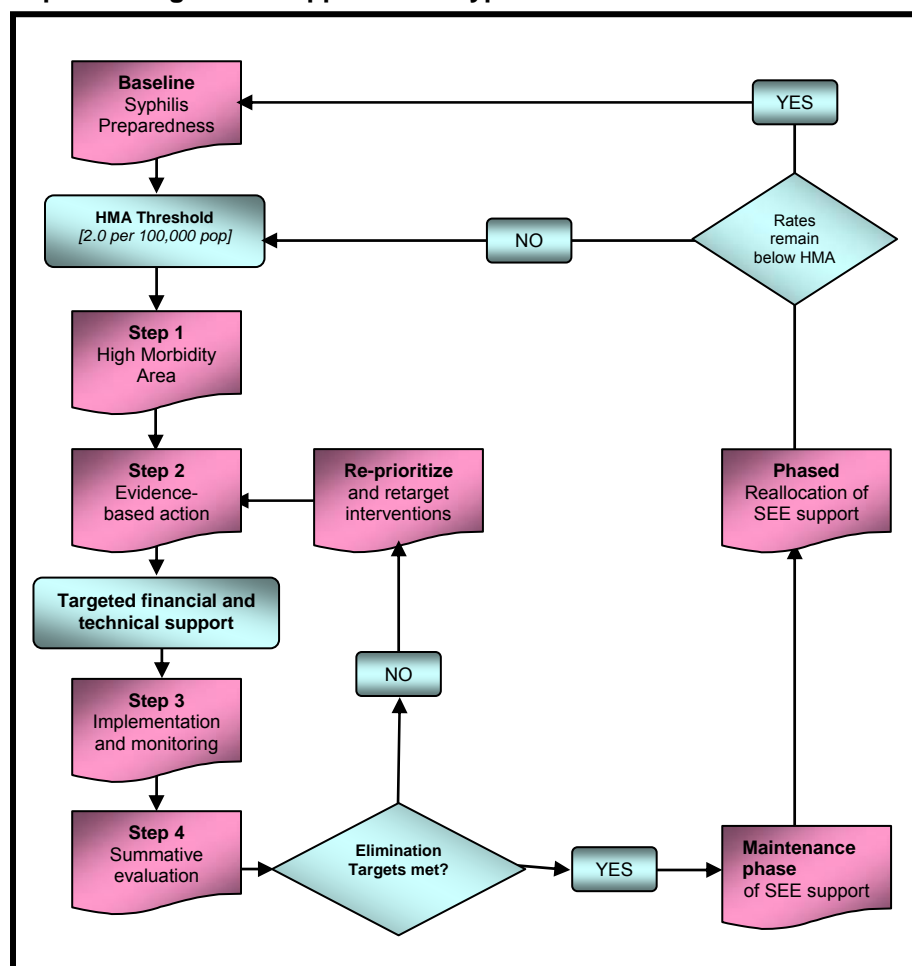 Baseline
Syphilis
Preparedness
YES
HMA Threshold
[2.0 per 100,000 pop]
NO
Rates
remain
below HMA
Step 1
High Morbidity
Area
Step 2
Evidence-
based action
Re-prioritize
and retarget
interventions
Phased
Reallocation of
SEE support
Targeted financial and
technical support
NO
Step 3
Implementation
and monitoring
Step 4
Summative
evaluation
Elimination
Targets met?
YES
Maintenance
phase
of SEE support